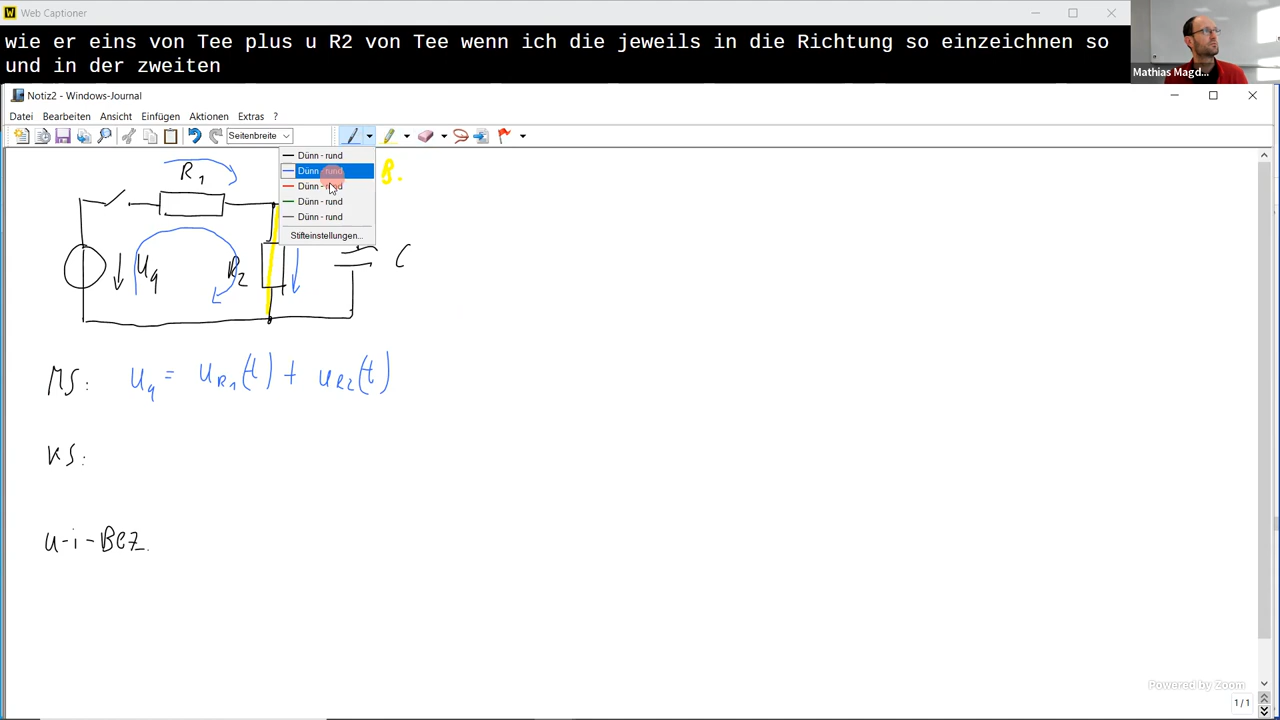 Web Captioner
wie er eins von Tee plus u R2 von Tee wenn ich die jeweils in die Richtung so einzeichnen so
und in der zweiten
Mathias Magd...
Notiz2 - Windows-Journal
Datei Bearbeiten Ansicht Einfügen Aktionen Extras ?
Seitenbreite
Dünn - rund
Dünn - rund
Dünn - rund
Dünn - rund
Dünn - rund
Stifteinstellungen...
R1
B.
Uq R2 C
MS: Uq = UR1(t) + UR2(t)
KS:
u-i-Bez.
Powered by Zoom
1/1